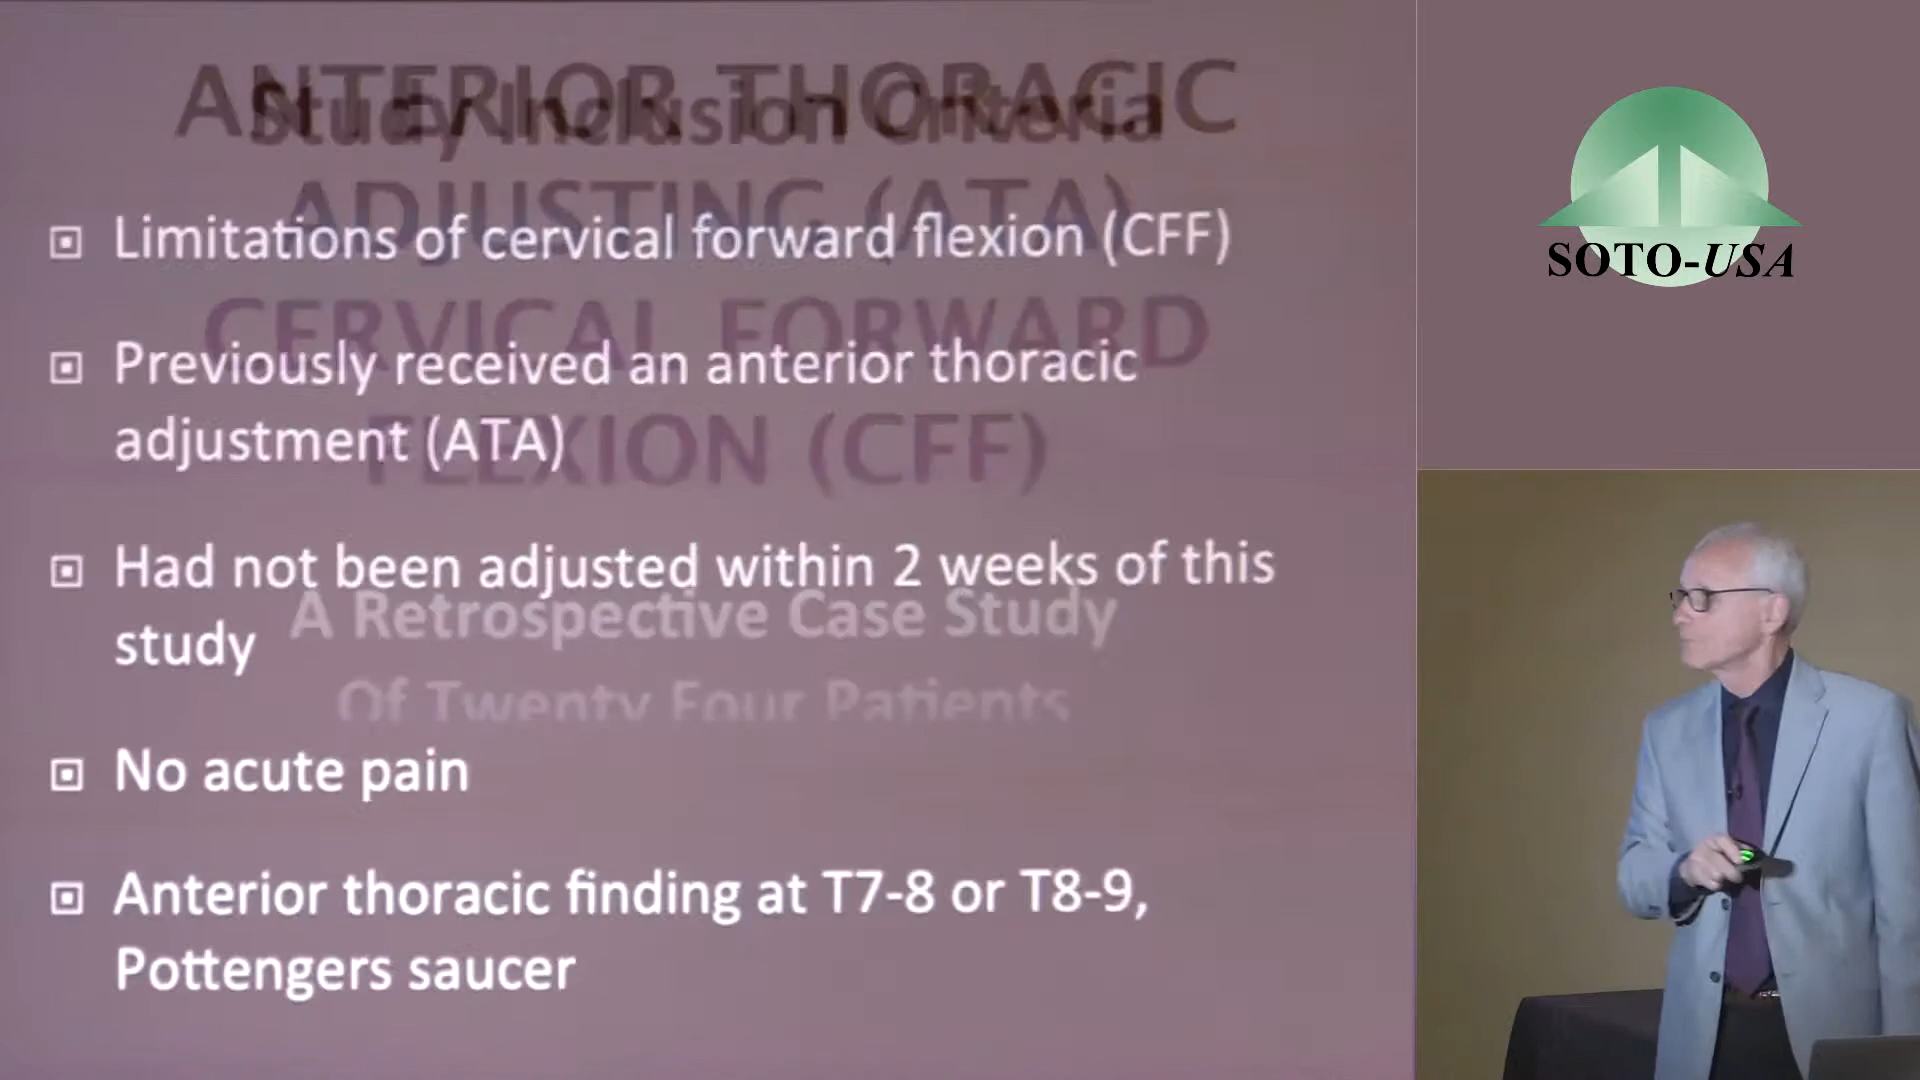 ANTERIOR THORACIC
Study Inclusion Criteria
ADJUSTING (ATA)
▣ Limitations of cervical forward flexion (CFF)
CERVICAL FORWARD
▣ Previously received an anterior thoracic
adjustment (ATA)
FLEXION (CFF)
▣ Had not been adjusted within 2 weeks of this
study
A Retrospective Case Study
Of Twenty Four Patients
▣ No acute pain
▣ Anterior thoracic finding at T7-8 or T8-9,
Pottengers saucer
SOTO-USA